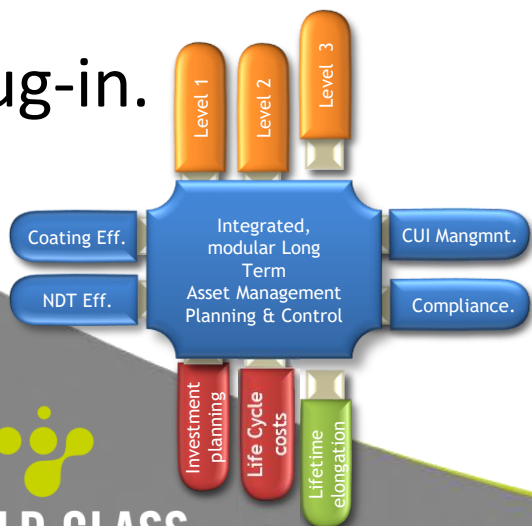 ug-in.
Level 1
Level 2
Level 3
Coating Eff.
NDT Eff.
Integrated,
modular Long
Term
Asset Management
Planning & Control
CUI Mangmnt.
Compliance.
Investment
planning
Life Cycle
costs
Lifetime
elongation
CLASS